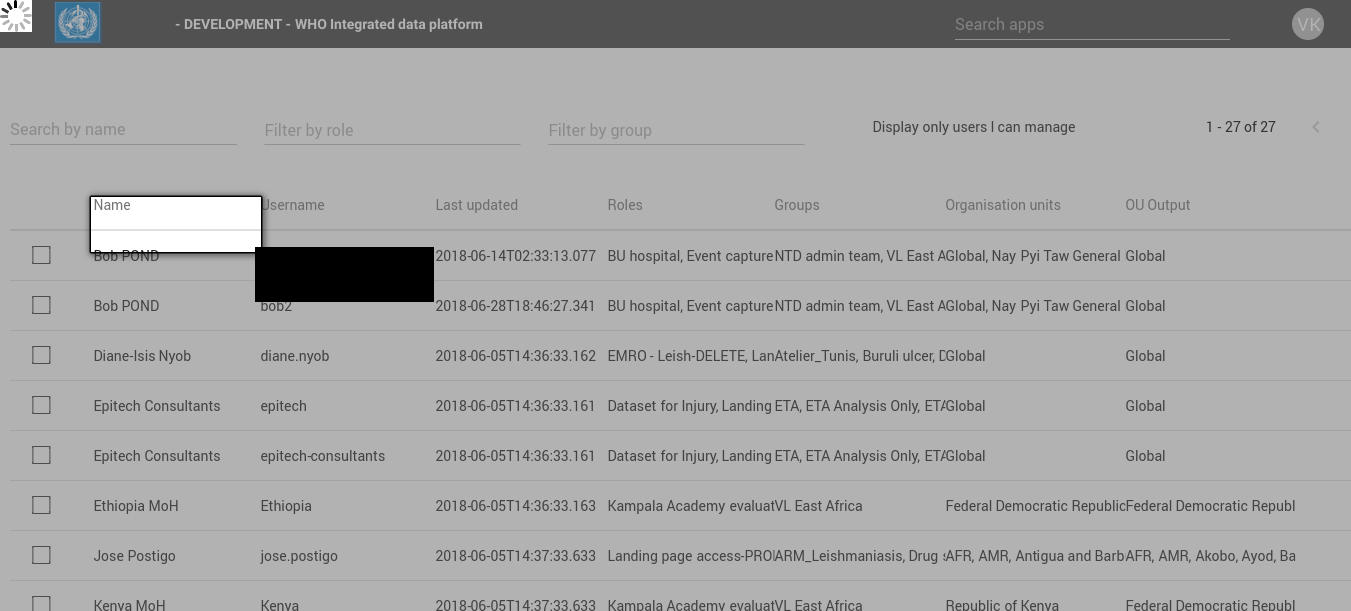 - DEVELOPMENT - WHO Integrated data platform Search apps VK
Search by name Filter by role Filter by group Display only users I can manage 1 - 27 of 27
Name Username Last updated Roles Groups Organisation units OU Output
Bob POND 2018-06-14T02:33:13.077 BU hospital, Event capture NTD admin team, VL East A Global, Nay Pyi Taw General Global
Bob POND bob2 2018-06-28T18:46:27.341 BU hospital, Event capture NTD admin team, VL East A Global, Nay Pyi Taw General Global
Diane-Isis Nyob diane.nyob 2018-06-05T14:36:33.162 EMRO - Leish-DELETE, Lan Atelier_Tunis, Buruli ulcer, D Global Global
Epitech Consultants epitech 2018-06-05T14:36:33.161 Dataset for Injury, Landing ETA, ETA Analysis Only, ETA Global Global
Epitech Consultants epitech-consultants 2018-06-05T14:36:33.161 Dataset for Injury, Landing ETA, ETA Analysis Only, ETA Global Global
Ethiopia MoH Ethiopia 2018-06-05T14:36:33.163 Kampala Academy evaluat VL East Africa Federal Democratic Republic Federal Democratic Republ
Jose Postigo jose.postigo 2018-06-05T14:37:33.633 Landing page access-PRO ARM_Leishmaniasis, Drug s AFR, AMR, Antigua and Barb AFR, AMR, Akobo, Ayod, Ba
Kenya MoH Kenya 2018-06-05T14:37:33.633 Kampala Academy evaluat VL East Africa Republic of Kenya Federal Democratic Republ